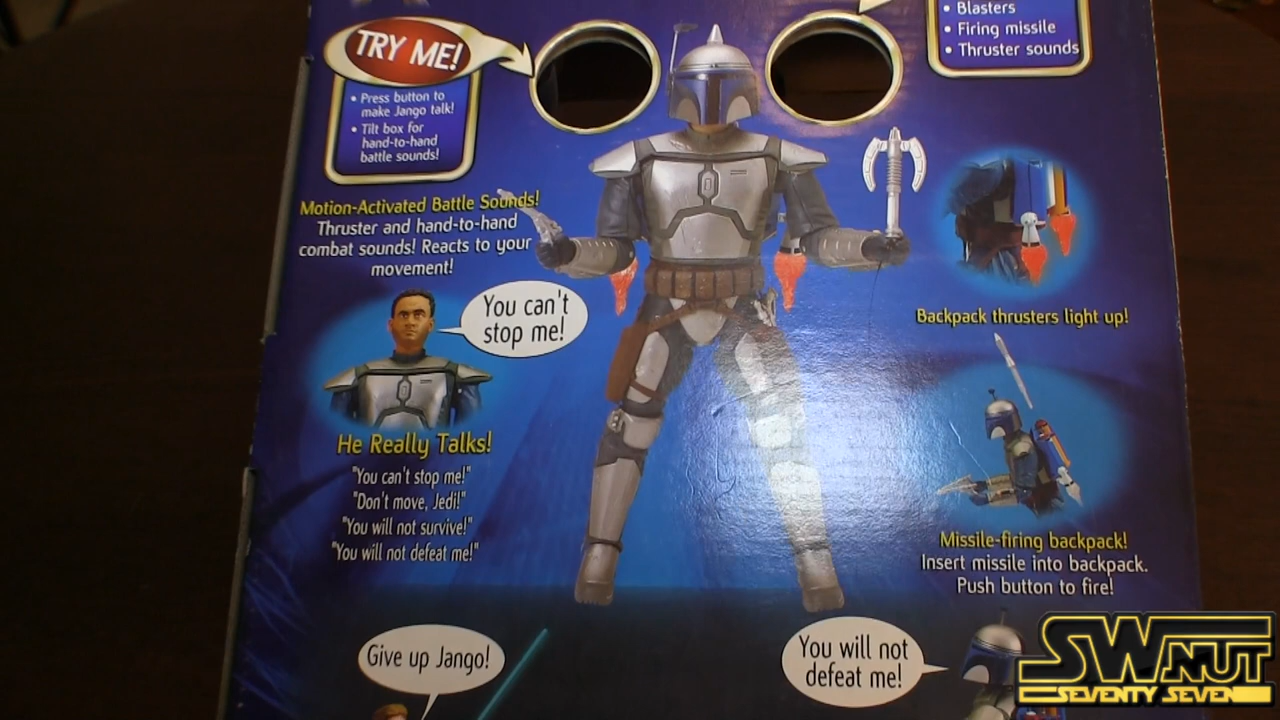 TRY ME!
• Press button to
make Jango talk!
• Tilt box for
hand-to-hand
battle sounds!
• Blasters
• Firing missile
• Thruster sounds
Motion-Activated Battle Sounds!
Thruster and hand-to-hand
combat sounds! Reacts to your
movement!
You can't
stop me!
He Really Talks!
"You can't stop me!"
"Don't move, Jedi!"
"You will not survive!"
"You will not defeat me!"
Backpack thrusters light up!
Missile-firing backpack!
Insert missile into backpack.
Push button to fire!
Give up Jango!
You will not
defeat me!
SWNUT
SEVENTY SEVEN